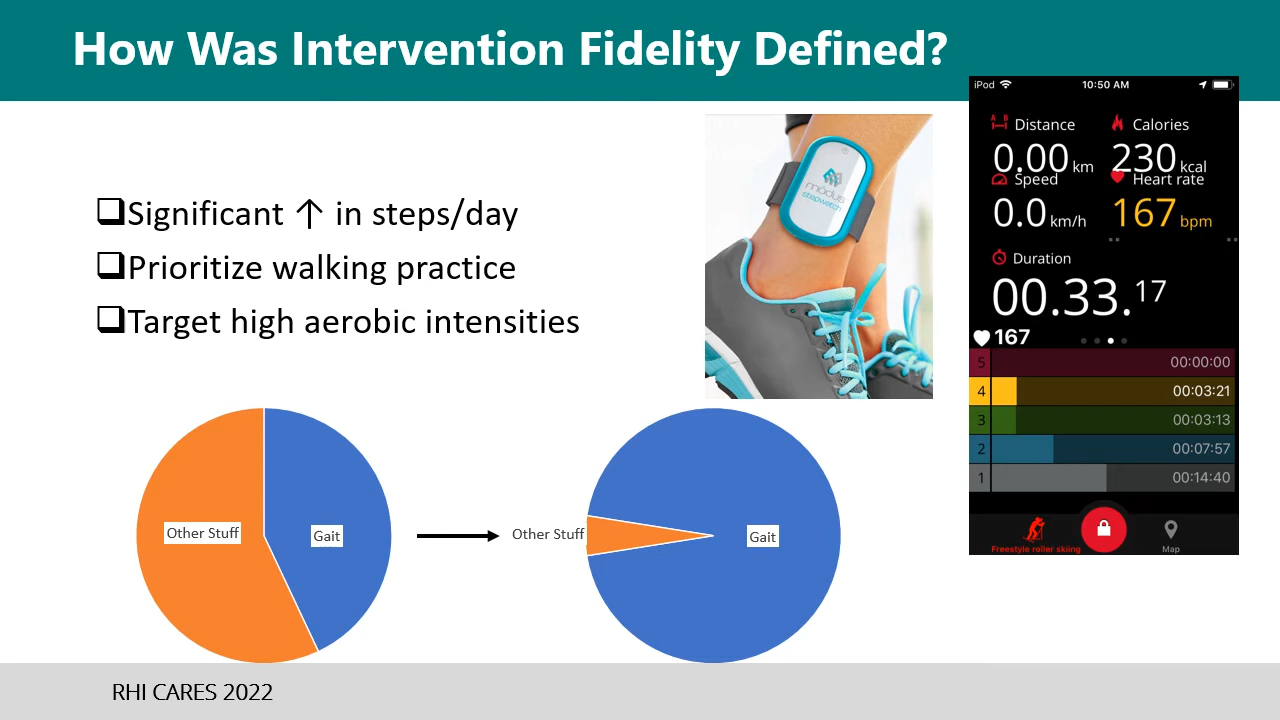 How Was Intervention Fidelity Defined?
❑Significant ↑ in steps/day
❑Prioritize walking practice
❑Target high aerobic intensities
modus
stepwatch
iPod
10:50 AM
A B
Distance
Calories
0.00 km
230 kcal
Speed
Heart rate
0.0 km/h
167 bpm
Duration
00.33.17
167
5 00:00:00
4 00:03:21
3 00:03:13
2 00:07:57
1 00:14:40
Freestyle roller skiing
Map
Other Stuff
Gait
Other Stuff
Gait
RHI CARES 2022